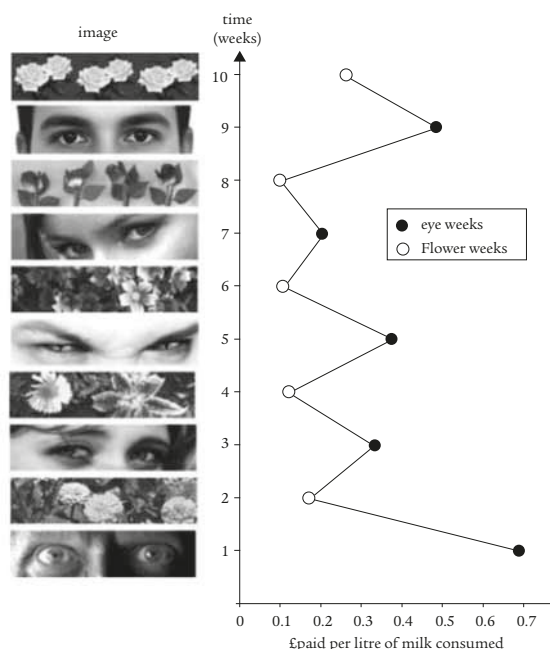 time
image
(weeks)
10
9
8
7
eye weeks
Flower weeks
6
5
4
3
2
1
0 0.1 0.2 0.3 0.4 0.5 0.6 0.7
£paid per litre of milk consumed